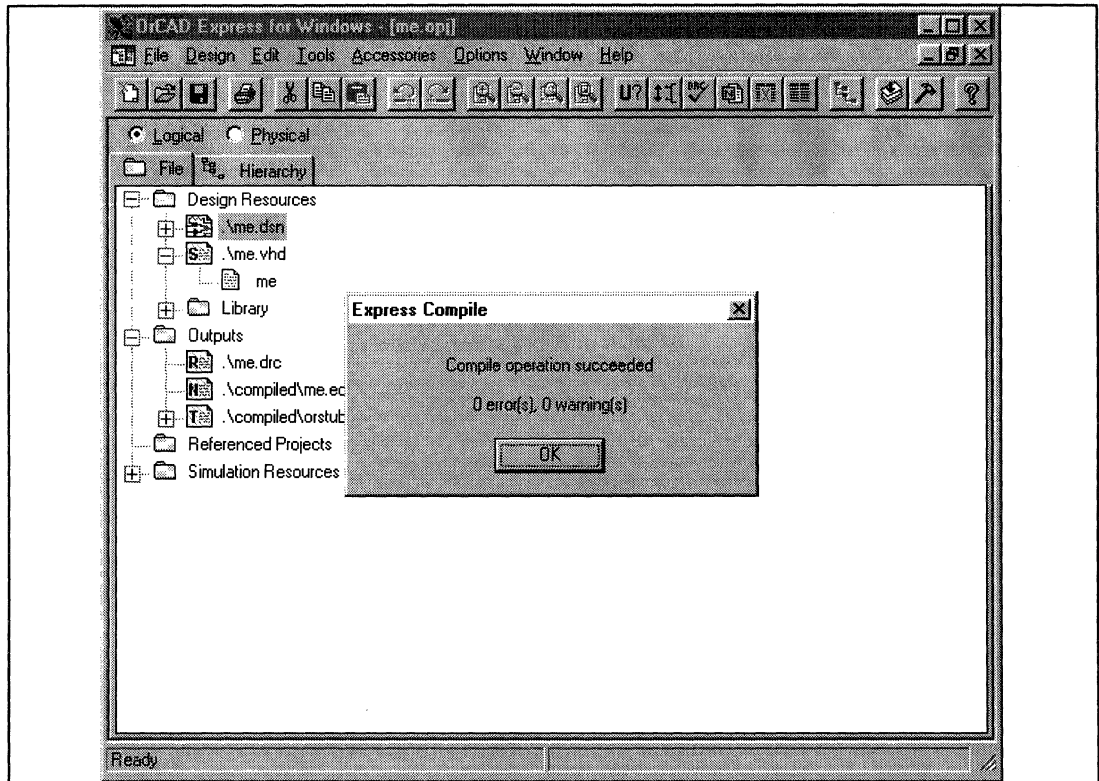 OrCAD Express for Windows - [me.opj]
File Design Edit Tools Accessories Options Window Help
U? DRC N ?
Logical Physical
File Hierarchy
Design Resources
.\me.dsn
S .\me.vhd
me
Library
Outputs
R .\me.drc
N .\compiled\me.ed
T .\compiled\orstub
Referenced Projects
Simulation Resources
Express Compile
Compile operation succeeded
0 error(s), 0 warning(s)
OK
Ready